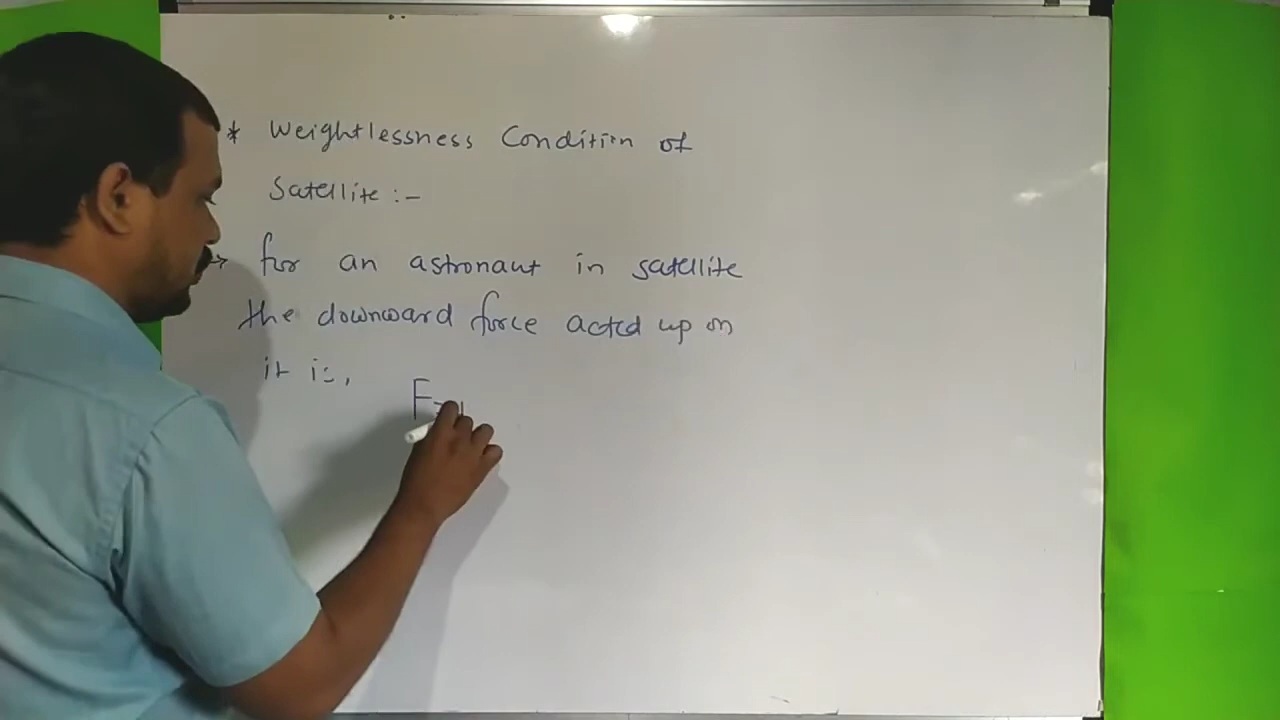 * Weightlessness Condition of
Satellite :-
→ for an astronaut in satellite
the downward force acted up on
it is,
F=